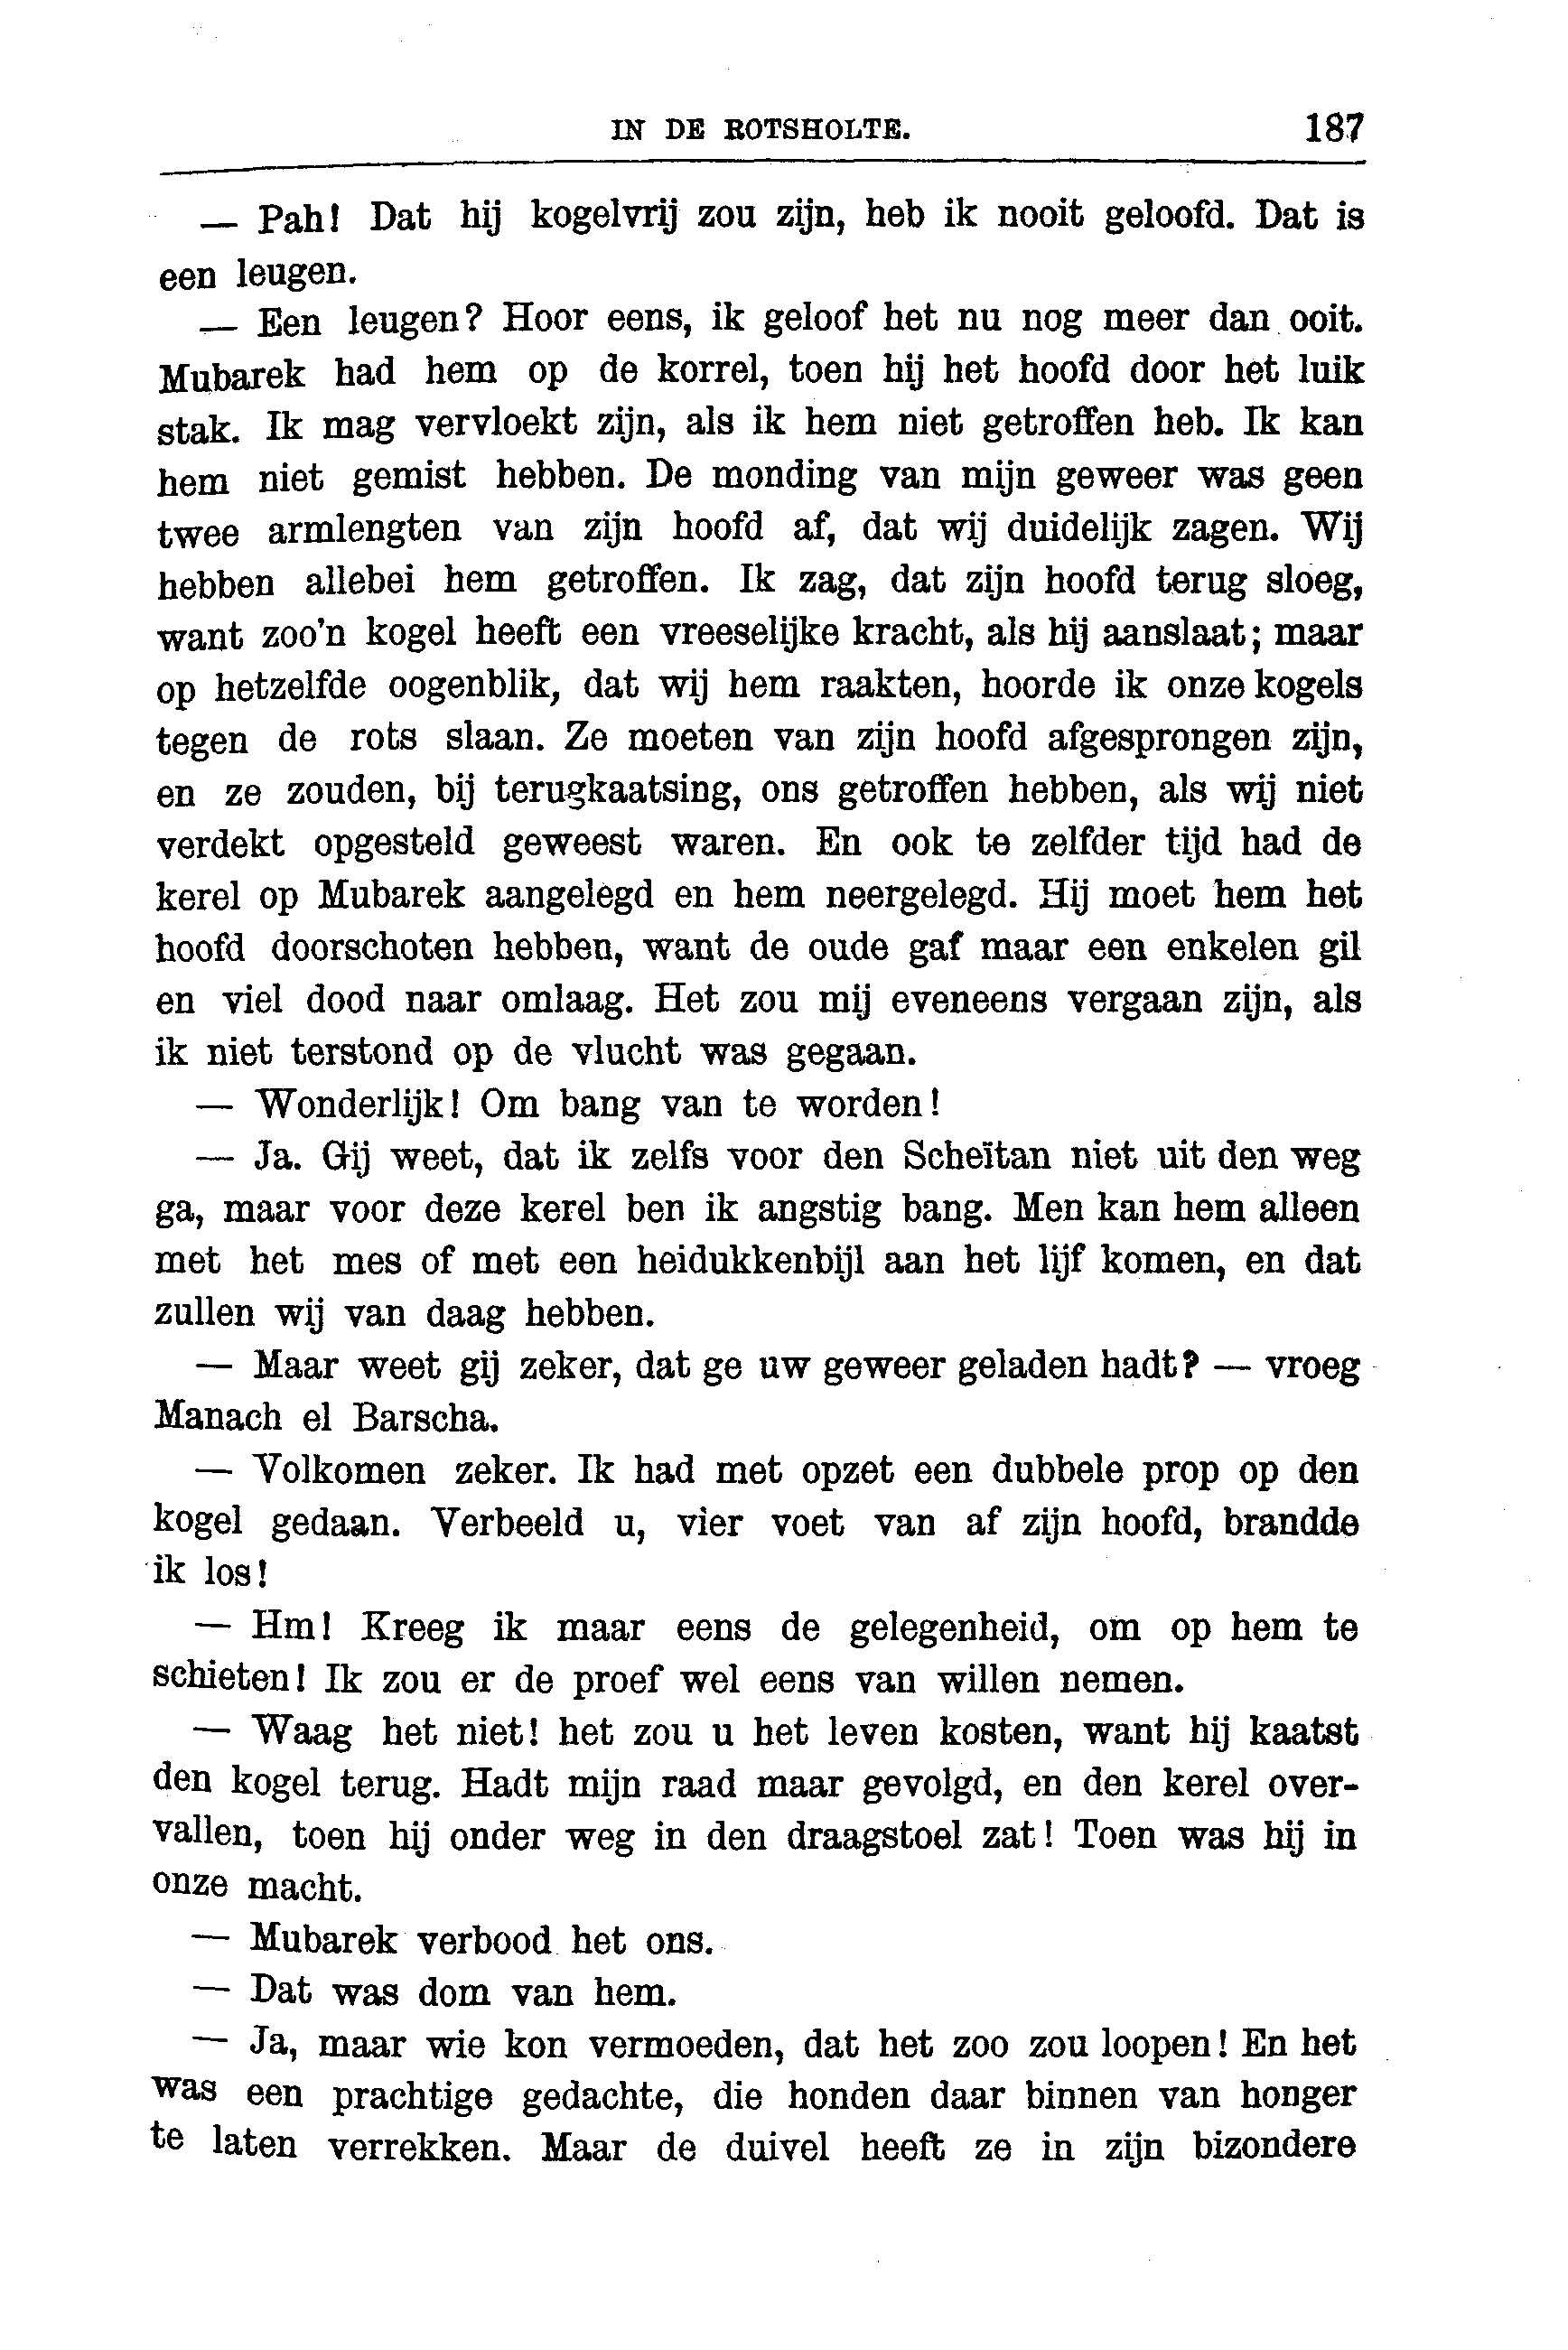 IN DE ROTSHOLTE. 187
— Pah! Dat hij kogelvrij zou zijn, heb ik nooit geloofd. Dat is
een leugen.
— Een leugen? Hoor eens, ik geloof het nu nog meer dan ooit.
Mubarek had hem op de korrel, toen hij het hoofd door het luik
stak. Ik mag vervloekt zijn, als ik hem niet getroffen heb. Ik kan
hem niet gemist hebben. De monding van mijn geweer was geen
twee armlengten van zijn hoofd af, dat wij duidelijk zagen. Wij
hebben allebei hem getroffen. Ik zag, dat zijn hoofd terug sloeg,
want zoo'n kogel heeft een vreeselijke kracht, als hij aanslaat; maar
op hetzelfde oogenblik, dat wij hem raakten, hoorde ik onze kogels
tegen de rots slaan. Ze moeten van zijn hoofd afgesprongen zijn,
en ze zouden, bij terugkaatsing, ons getroffen hebben, als wij niet
verdekt opgesteld geweest waren. En ook te zelfder tijd had de
kerel op Mubarek aangelegd en hem neergelegd. Hij moet hem het
hoofd doorschoten hebben, want de oude gaf maar een enkelen gil
en viel dood naar omlaag. Het zou mij eveneens vergaan zijn, als
ik niet terstond op de vlucht was gegaan.
— Wonderlijk! Om bang van te worden!
— Ja. Gij weet, dat ik zelfs voor den Scheïtan niet uit den weg
ga, maar voor deze kerel ben ik angstig bang. Men kan hem alleen
met het mes of met een heidukkenbijl aan het lijf komen, en dat
zullen wij van daag hebben.
— Maar weet gij zeker, dat ge uw geweer geladen hadt? — vroeg
Manach el Barscha.
— Volkomen zeker. Ik had met opzet een dubbele prop op den
kogel gedaan. Verbeeld u, vier voet van af zijn hoofd, brandde
ik los!
— Hm! Kreeg ik maar eens de gelegenheid, om op hem te
schieten! Ik zou er de proef wel eens van willen nemen.
— Waag het niet! het zou u het leven kosten, want hij kaatst
den kogel terug. Hadt mijn raad maar gevolgd, en den kerel over-
vallen, toen hij onder weg in den draagstoel zat! Toen was hij in
onze macht.
— Mubarek verbood het ons.
— Dat was dom van hem.
— Ja, maar wie kon vermoeden, dat het zoo zou loopen! En het
was een prachtige gedachte, die honden daar binnen van honger
te laten verrekken. Maar de duivel heeft ze in zijn bizondere